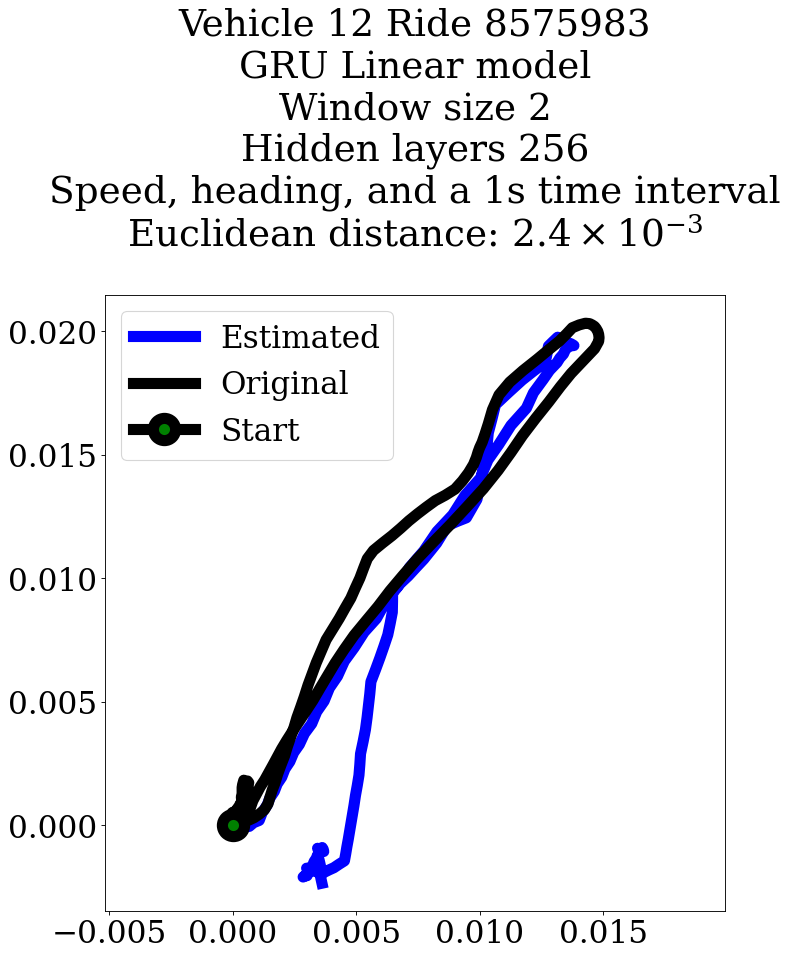 Vehicle 12 Ride 8575983
GRU Linear model
Window size 2
Hidden layers 256
Speed, heading, and a 1s time interval
Euclidean distance: 2.4 × 10⁻³
Estimated
Original
Start
0.020
0.015
0.010
0.005
0.000
−0.005 0.000 0.005 0.010 0.015